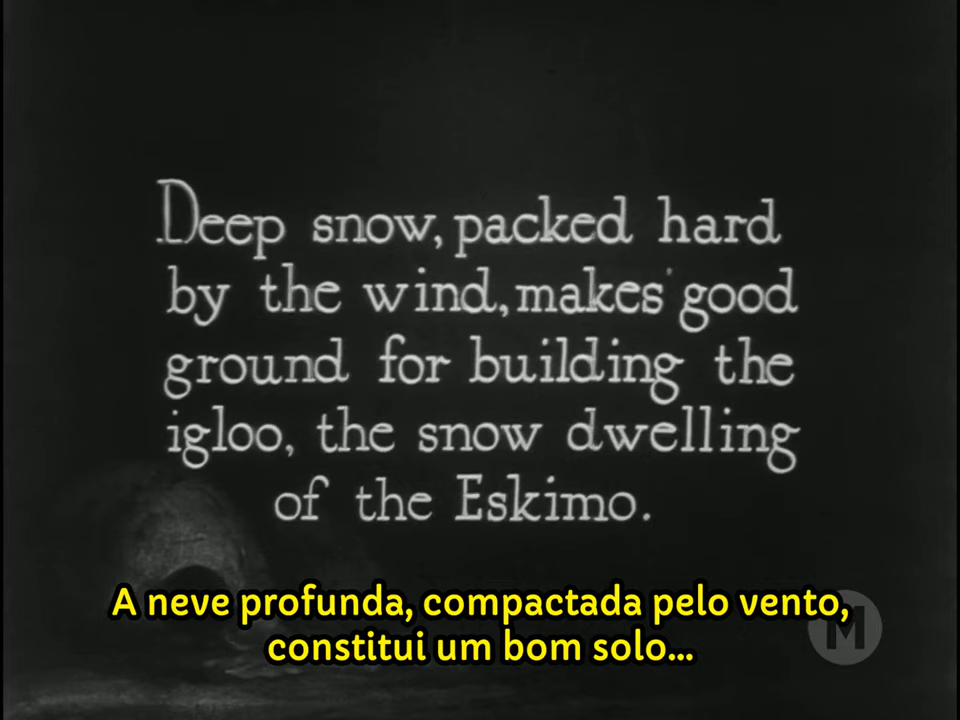 Deep snow, packed hard
by the wind, makes good
ground for building the
igloo, the snow dwelling
of the Eskimo.
A neve profunda, compactada pelo vento,
constitui um bom solo...
M